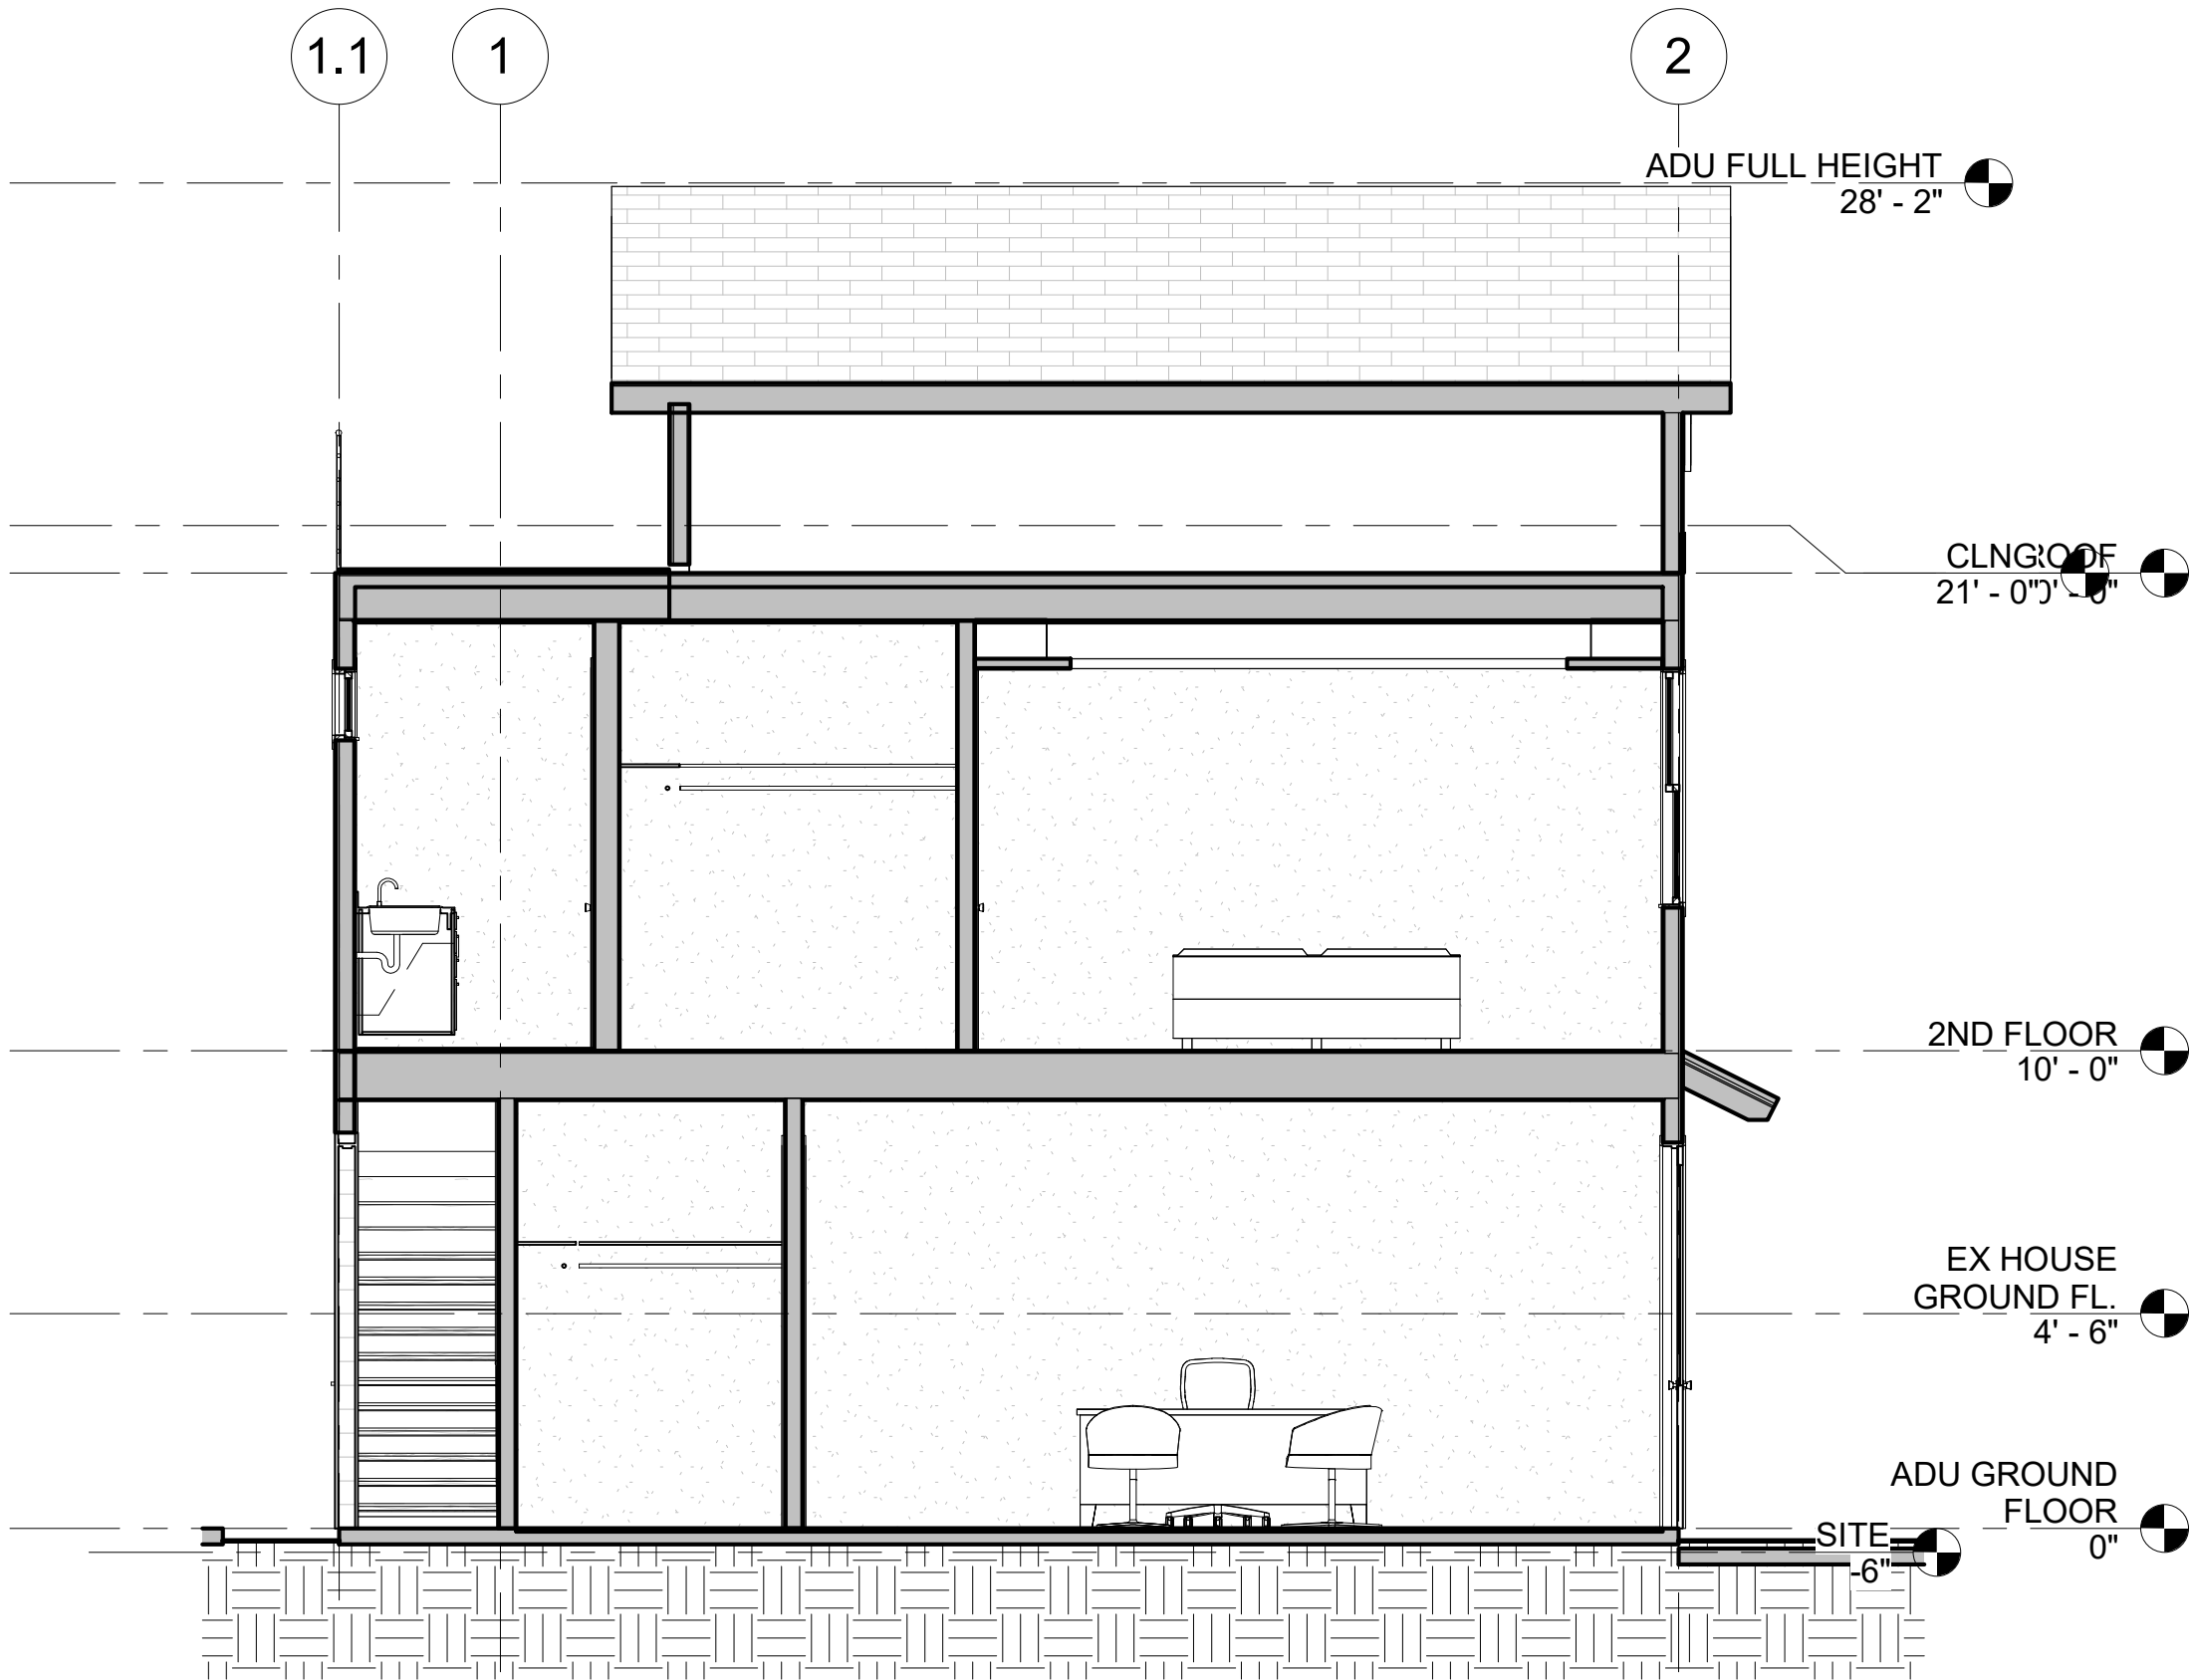 1.1
1
2
ADU FULL HEIGHT
28' - 2"
CLNG
21' - 0"
2ND FLOOR
10' - 0"
EX HOUSE
GROUND FL.
4' - 6"
ADU GROUND
FLOOR
0"
SITE
-6"